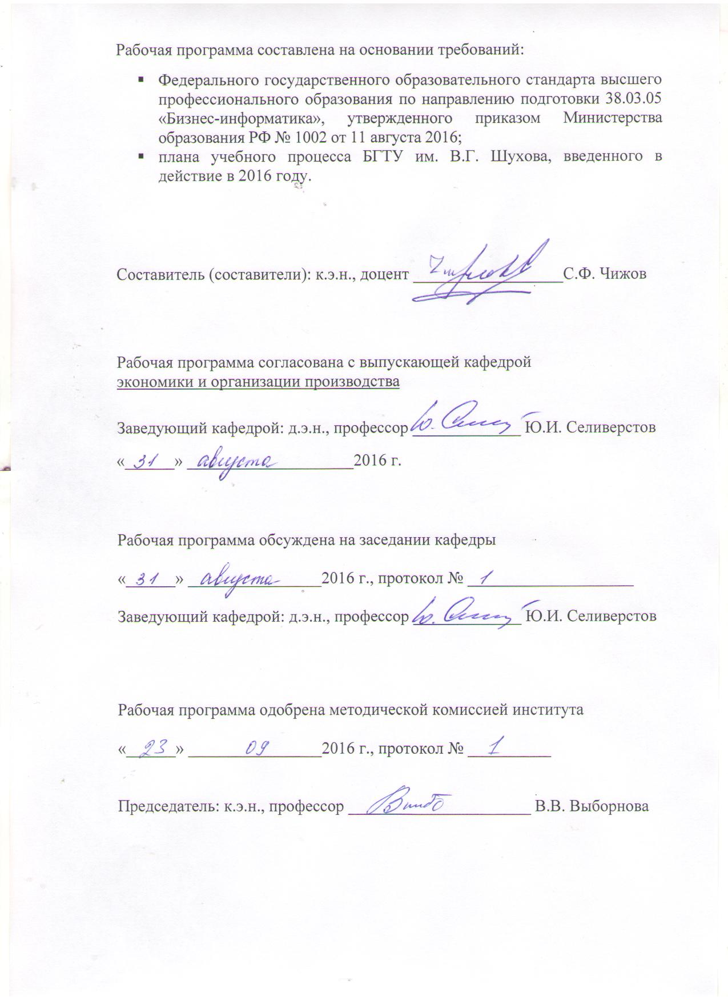 Рабочая программа составлена на основании требований:
▪ Федерального государственного образовательного стандарта высшего
профессионального образования по направлению подготовки 38.03.05
«Бизнес-информатика», утвержденного приказом Министерства
образования РФ № 1002 от 11 августа 2016;
▪ плана учебного процесса БГТУ им. В.Г. Шухова, введенного в
действие в 2016 году.
Составитель (составители): к.э.н., доцент С.Ф. Чижов
Рабочая программа согласована с выпускающей кафедрой
экономики и организации производства
Заведующий кафедрой: д.э.н., профессор Ю.И. Селиверстов
«31» августа 2016 г.
Рабочая программа обсуждена на заседании кафедры
«31» августа 2016 г., протокол № 1
Заведующий кафедрой: д.э.н., профессор Ю.И. Селиверстов
Рабочая программа одобрена методической комиссией института
«23» 09 2016 г., протокол № 1
Председатель: к.э.н., профессор В.В. Выборнова